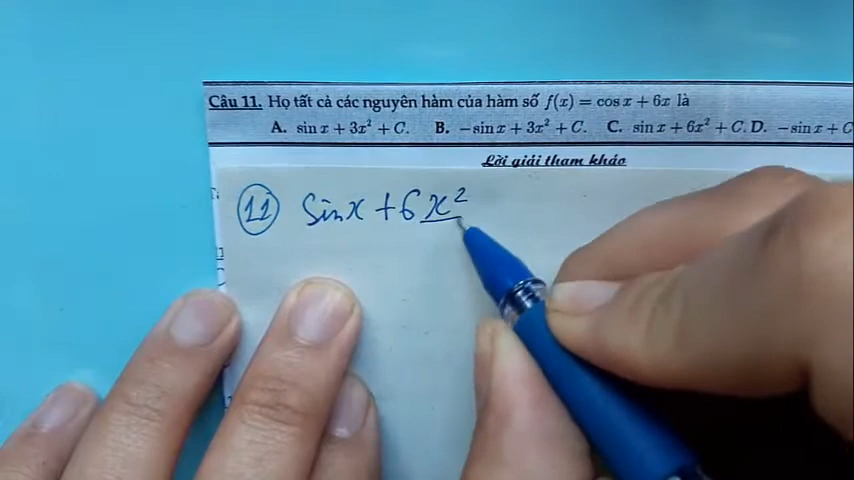 Câu 11. Họ tất cả các nguyên hàm của hàm số f(x) = cos x + 6x là
A. sin x + 3x² + C. B. −sin x + 3x² + C. C. sin x + 6x² + C. D. −sin x + C
Lời giải tham khảo
11 Sinx + 6x²